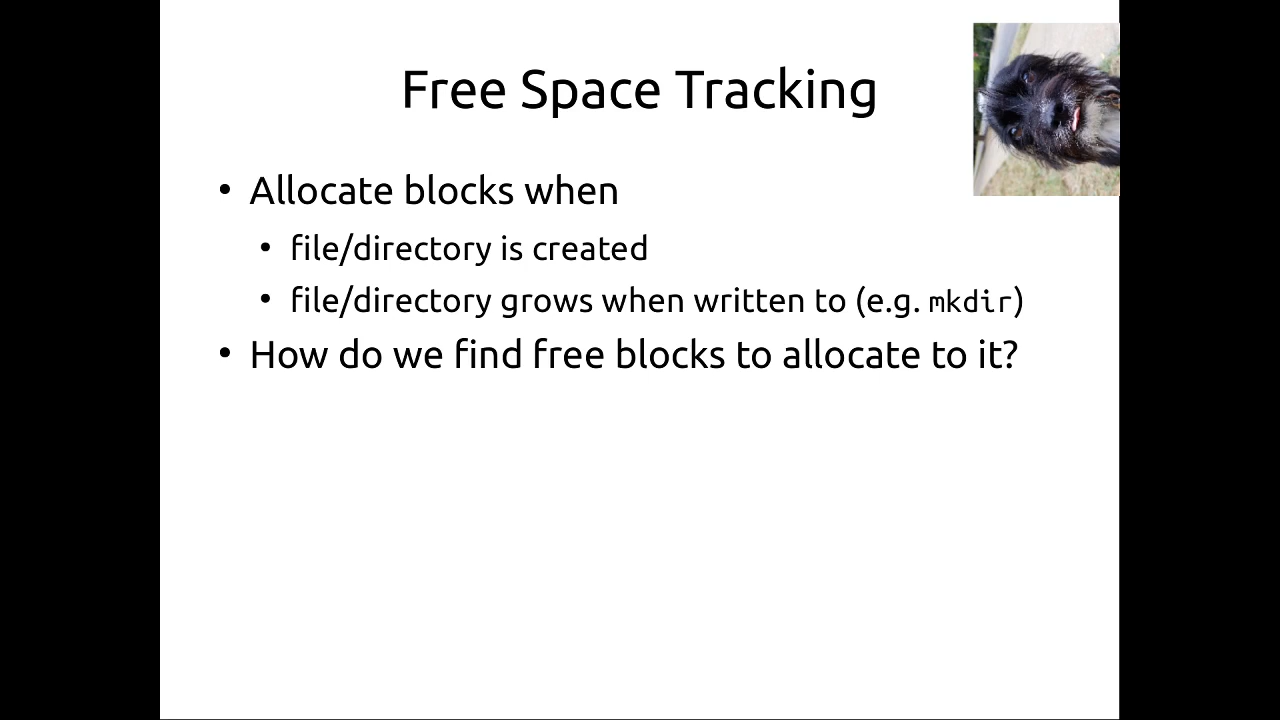 Free Space Tracking
• Allocate blocks when
• file/directory is created
• file/directory grows when written to (e.g. mkdir)
• How do we find free blocks to allocate to it?